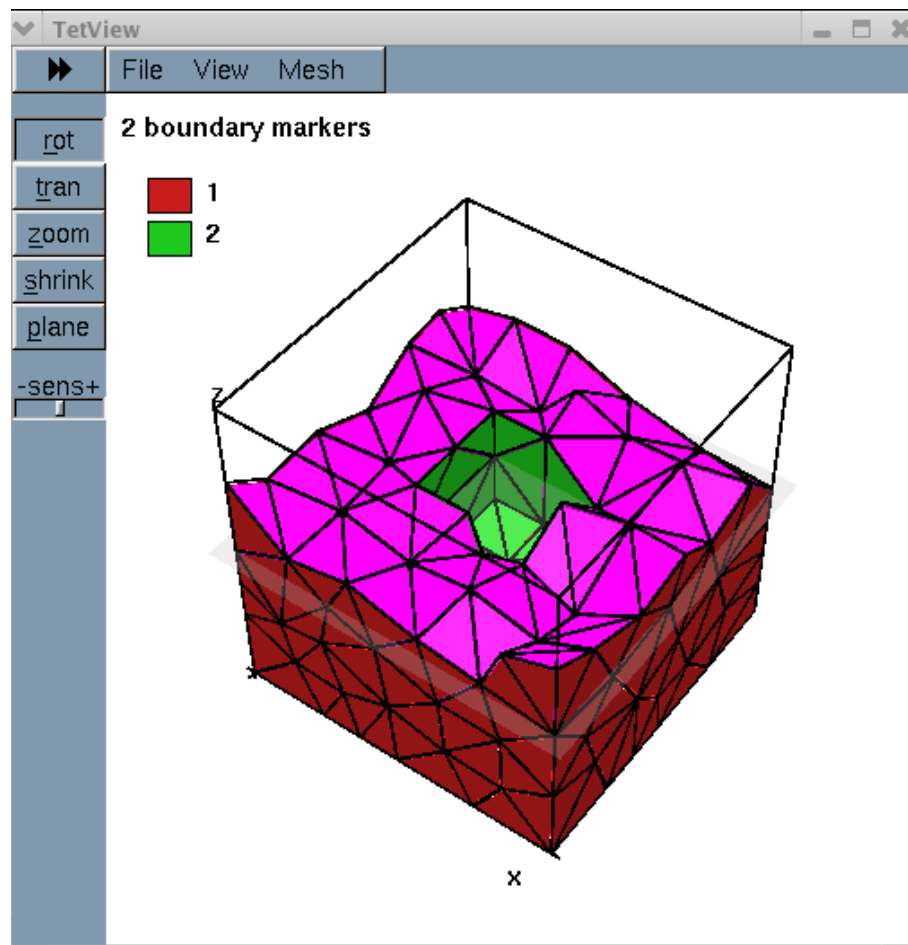 TetView
File View Mesh
rot
tran
zoom
shrink
plane
-sens+
2 boundary markers
1
2
z
x